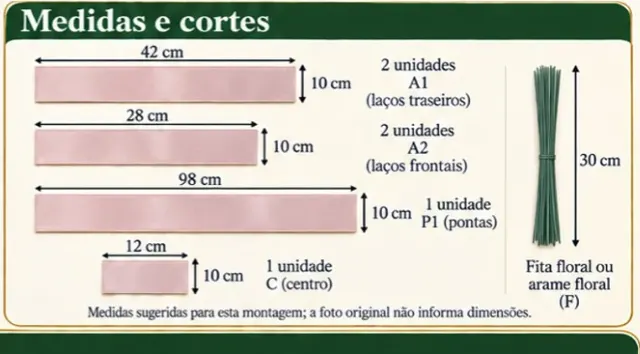 Medidas e cortes
42 cm
10 cm
2 unidades
A1
(laços traseiros)
28 cm
10 cm
2 unidades
A2
(laços frontais)
98 cm
10 cm
1 unidade
P1 (pontas)
12 cm
10 cm
1 unidade
C (centro)
30 cm
Fita floral ou
arame floral
(F)
Medidas sugeridas para esta montagem; a foto original não informa dimensões.